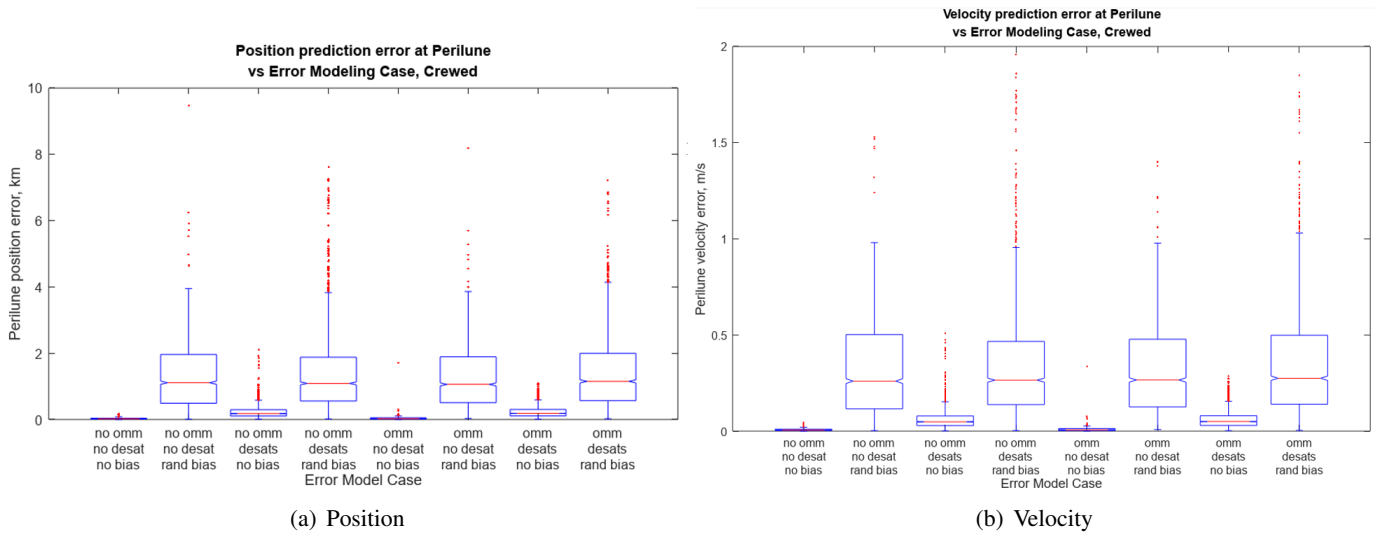 Position prediction error at Perilune
vs Error Modeling Case, Crewed
Perilune position error, km
10
8
6
4
2
0
no omm no omm no omm no omm omm omm omm omm
no desat no desat desats desats no desat no desat desats desats
no bias rand bias no bias rand bias no bias rand bias no bias rand bias
Error Model Case
(a) Position
Velocity prediction error at Perilune
vs Error Modeling Case, Crewed
Perilune velocity error, m/s
2
1.5
1
0.5
0
no omm no omm no omm no omm omm omm omm omm
no desat no desat desats desats no desat no desat desats desats
no bias rand bias no bias rand bias no bias rand bias no bias rand bias
Error Model Case
(b) Velocity